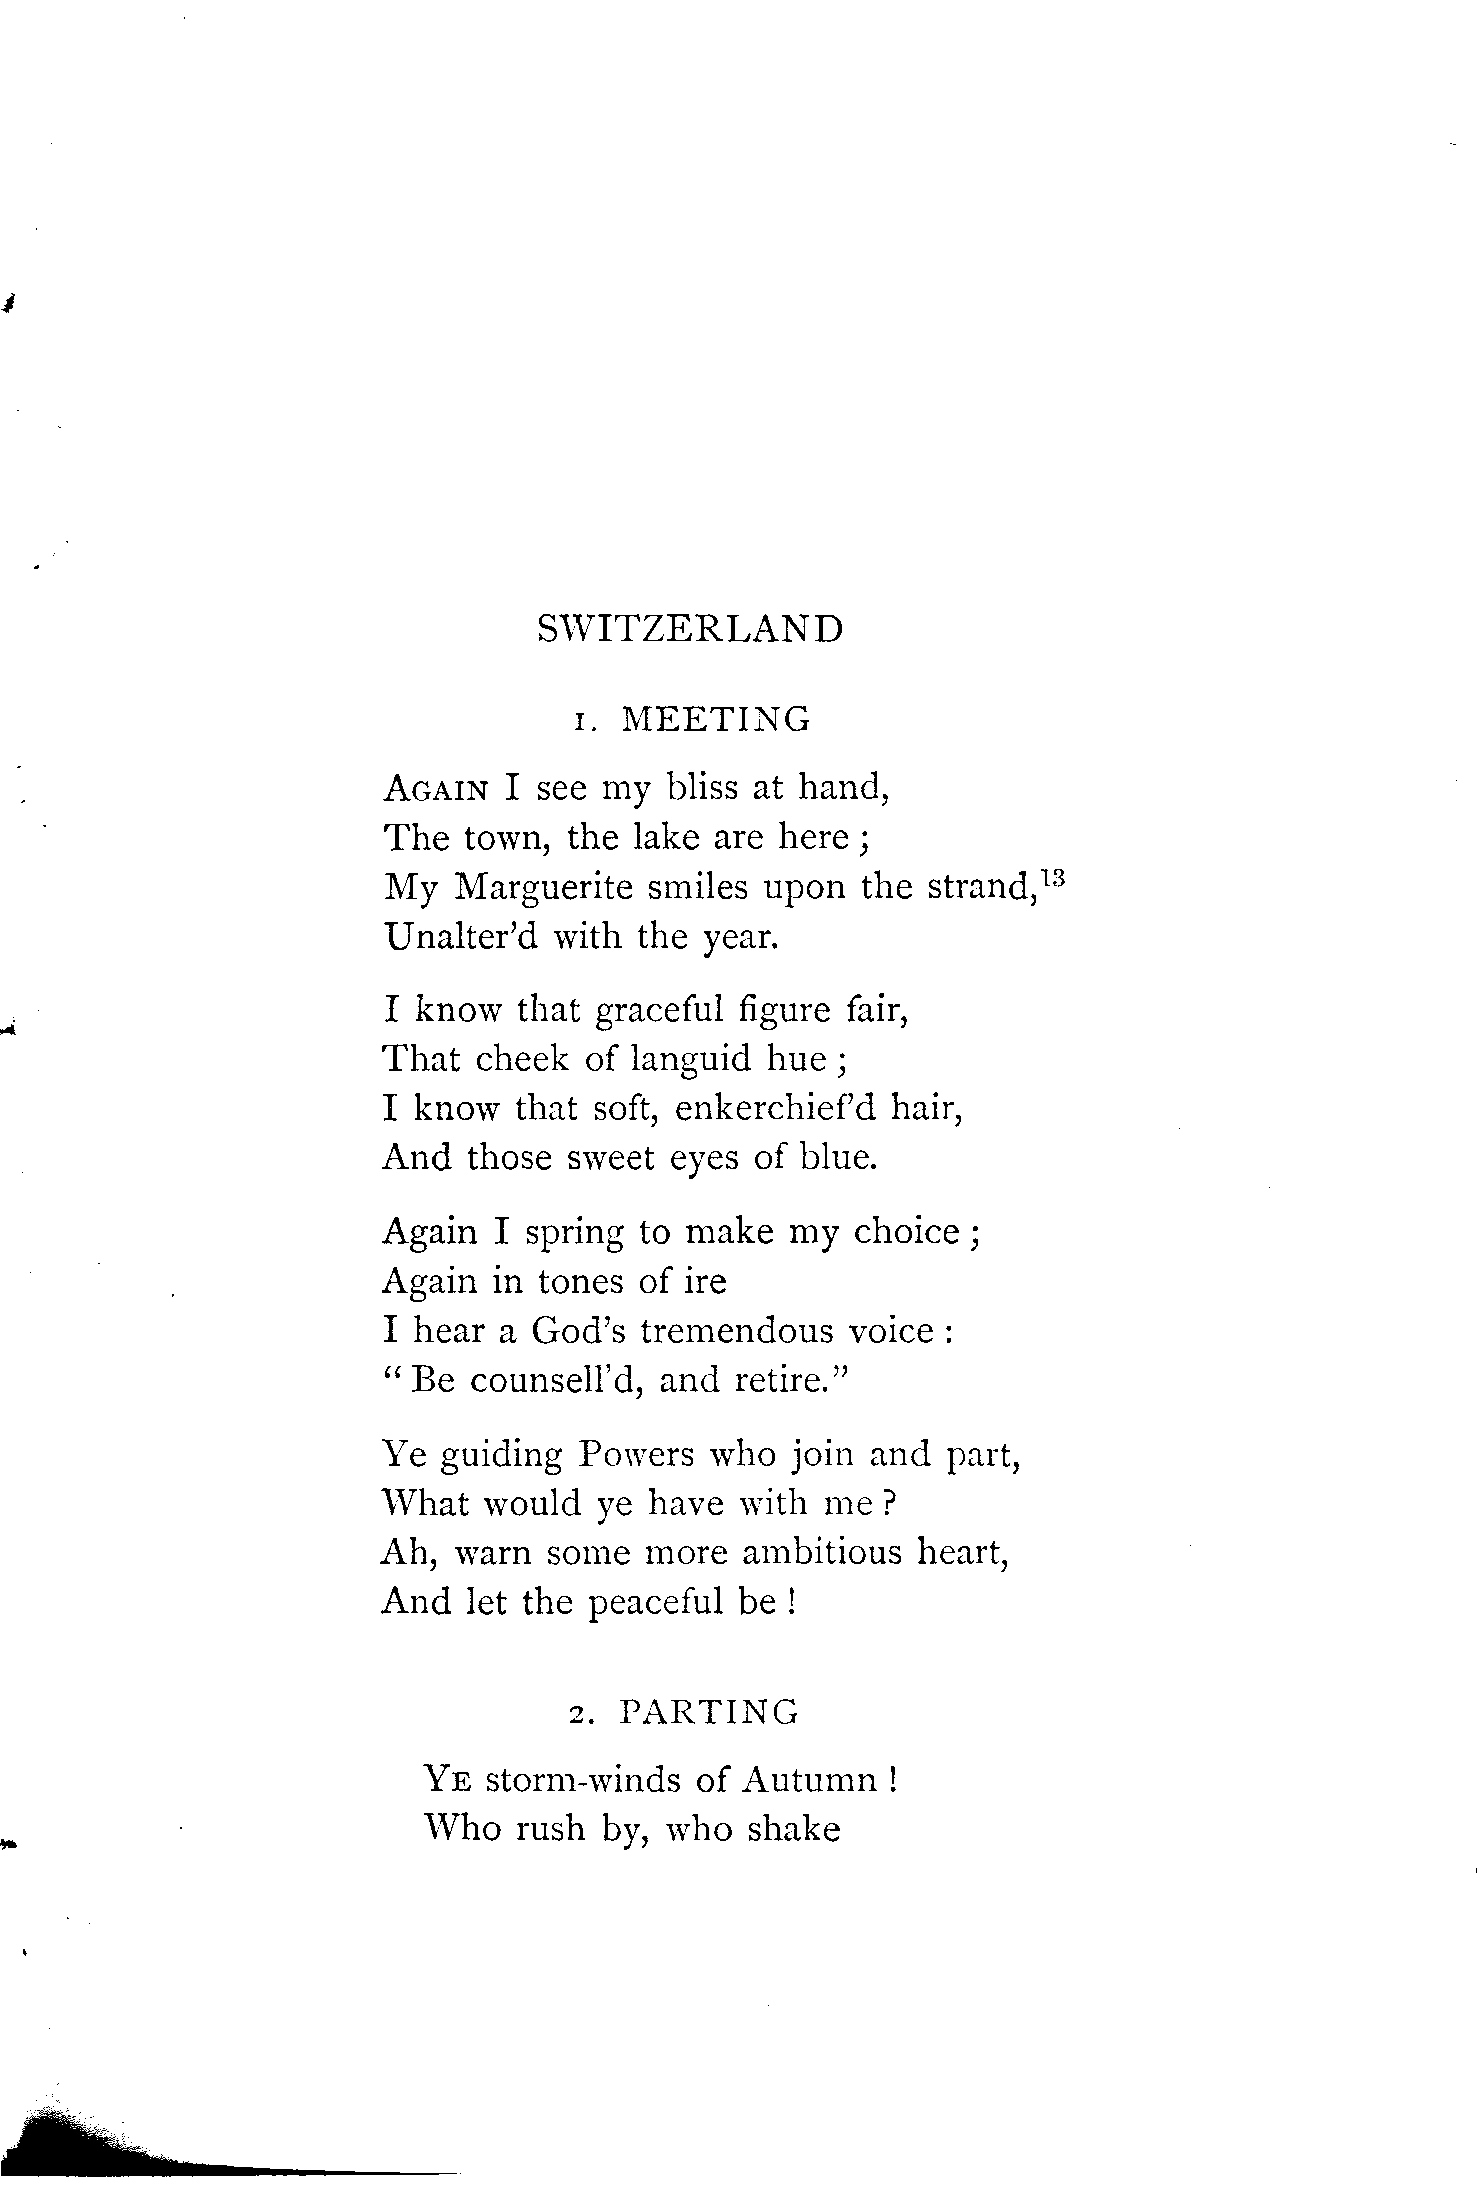 SWITZERLAND
1. MEETING
AGAIN I see my bliss at hand,
The town, the lake are here ;
My Marguerite smiles upon the strand,¹³
Unalter’d with the year.
I know that graceful figure fair,
That cheek of languid hue ;
I know that soft, enkerchief’d hair,
And those sweet eyes of blue.
Again I spring to make my choice ;
Again in tones of ire
I hear a God’s tremendous voice :
“ Be counsell’d, and retire.”
Ye guiding Powers who join and part,
What would ye have with me ?
Ah, warn some more ambitious heart,
And let the peaceful be !
2. PARTING
YE storm-winds of Autumn !
Who rush by, who shake